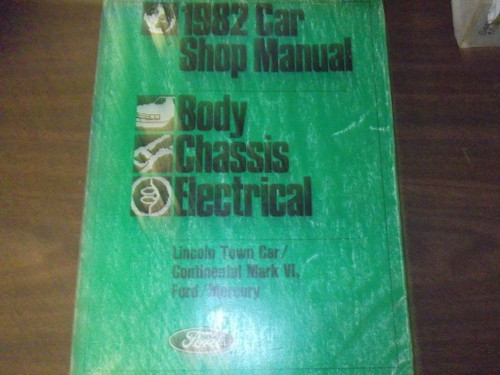 1982 Car
Shop Manual
Body
Chassis
Electrical
Lincoln Town Car/
Continental Mark VI,
Ford/Mercury
Ford